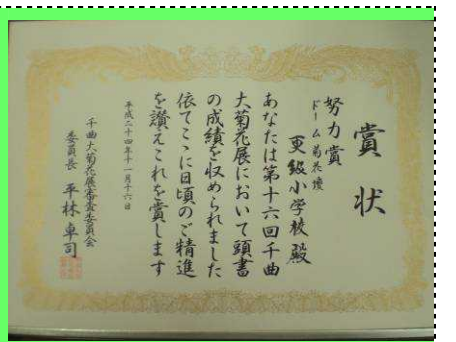 賞状
努力賞
ドーム菊花壇
更級小学校殿
あなたは第十六回千曲
大菊花展において頭書
の成績を収められました
依てこゝに日頃のご精進
を讃えこれを賞します
平成二十四年十一月十六日
千曲大菊花展審査委員会
委員長 平林卓司